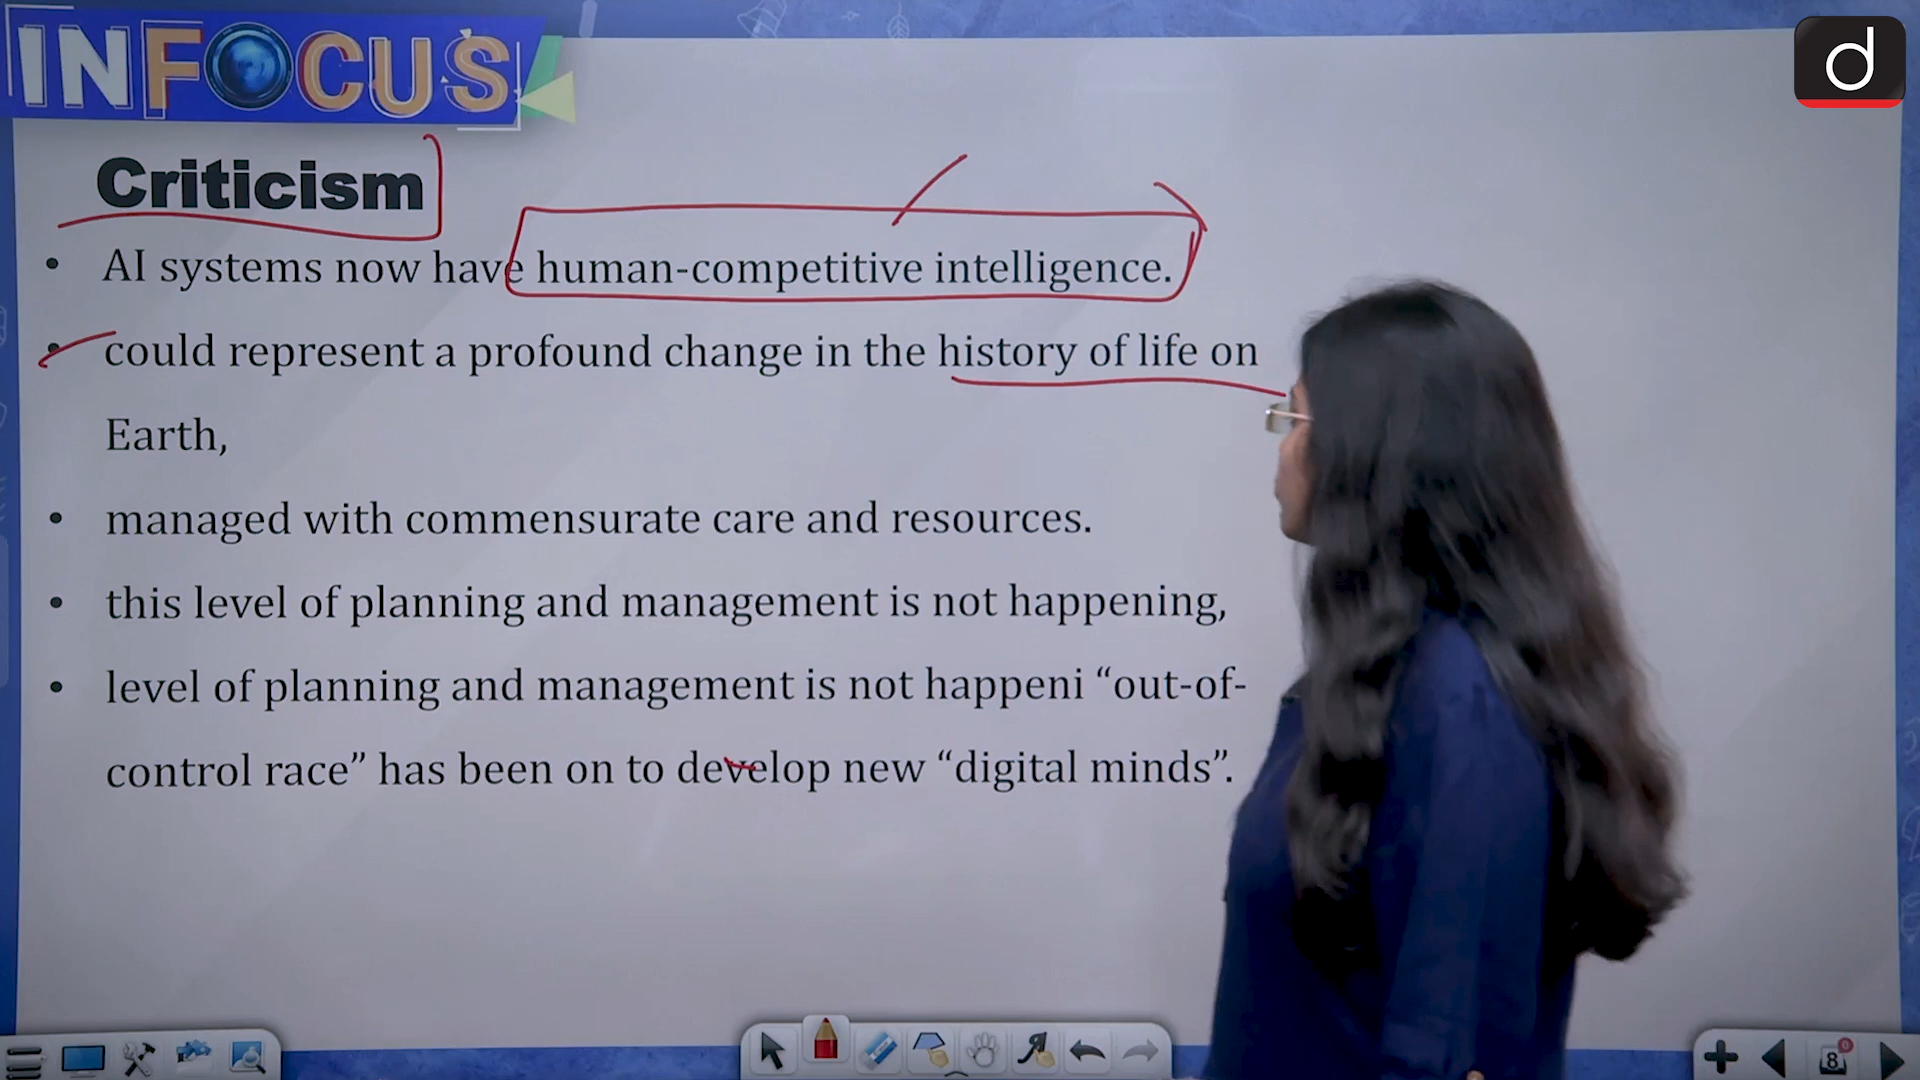 INFOCUS
d
Criticism
• AI systems now have human-competitive intelligence.
• could represent a profound change in the history of life on
Earth,
• managed with commensurate care and resources.
• this level of planning and management is not happening,
• level of planning and management is not happeni “out-of-
control race” has been on to develop new “digital minds”.
8
0